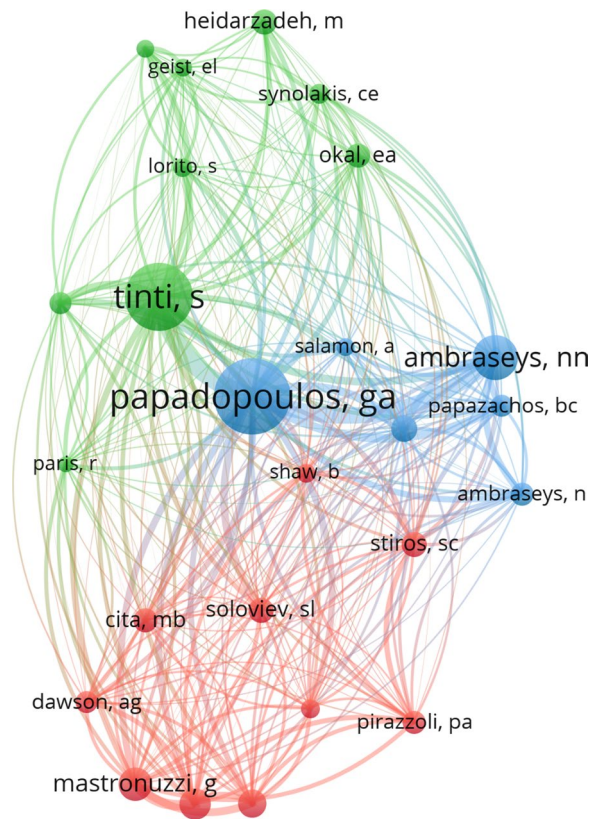 heidarzadeh, m
geist, el
synolakis, ce
okal, ea
lorito, s
tinti, s
salamon, a
ambraseys, nn
papadopoulos, ga
papazachos, bc
paris, r
shaw, b
ambraseys, n
stiros, sc
soloviev, sl
cita, mb
dawson, ag
pirazzoli, pa
mastronuzzi, g